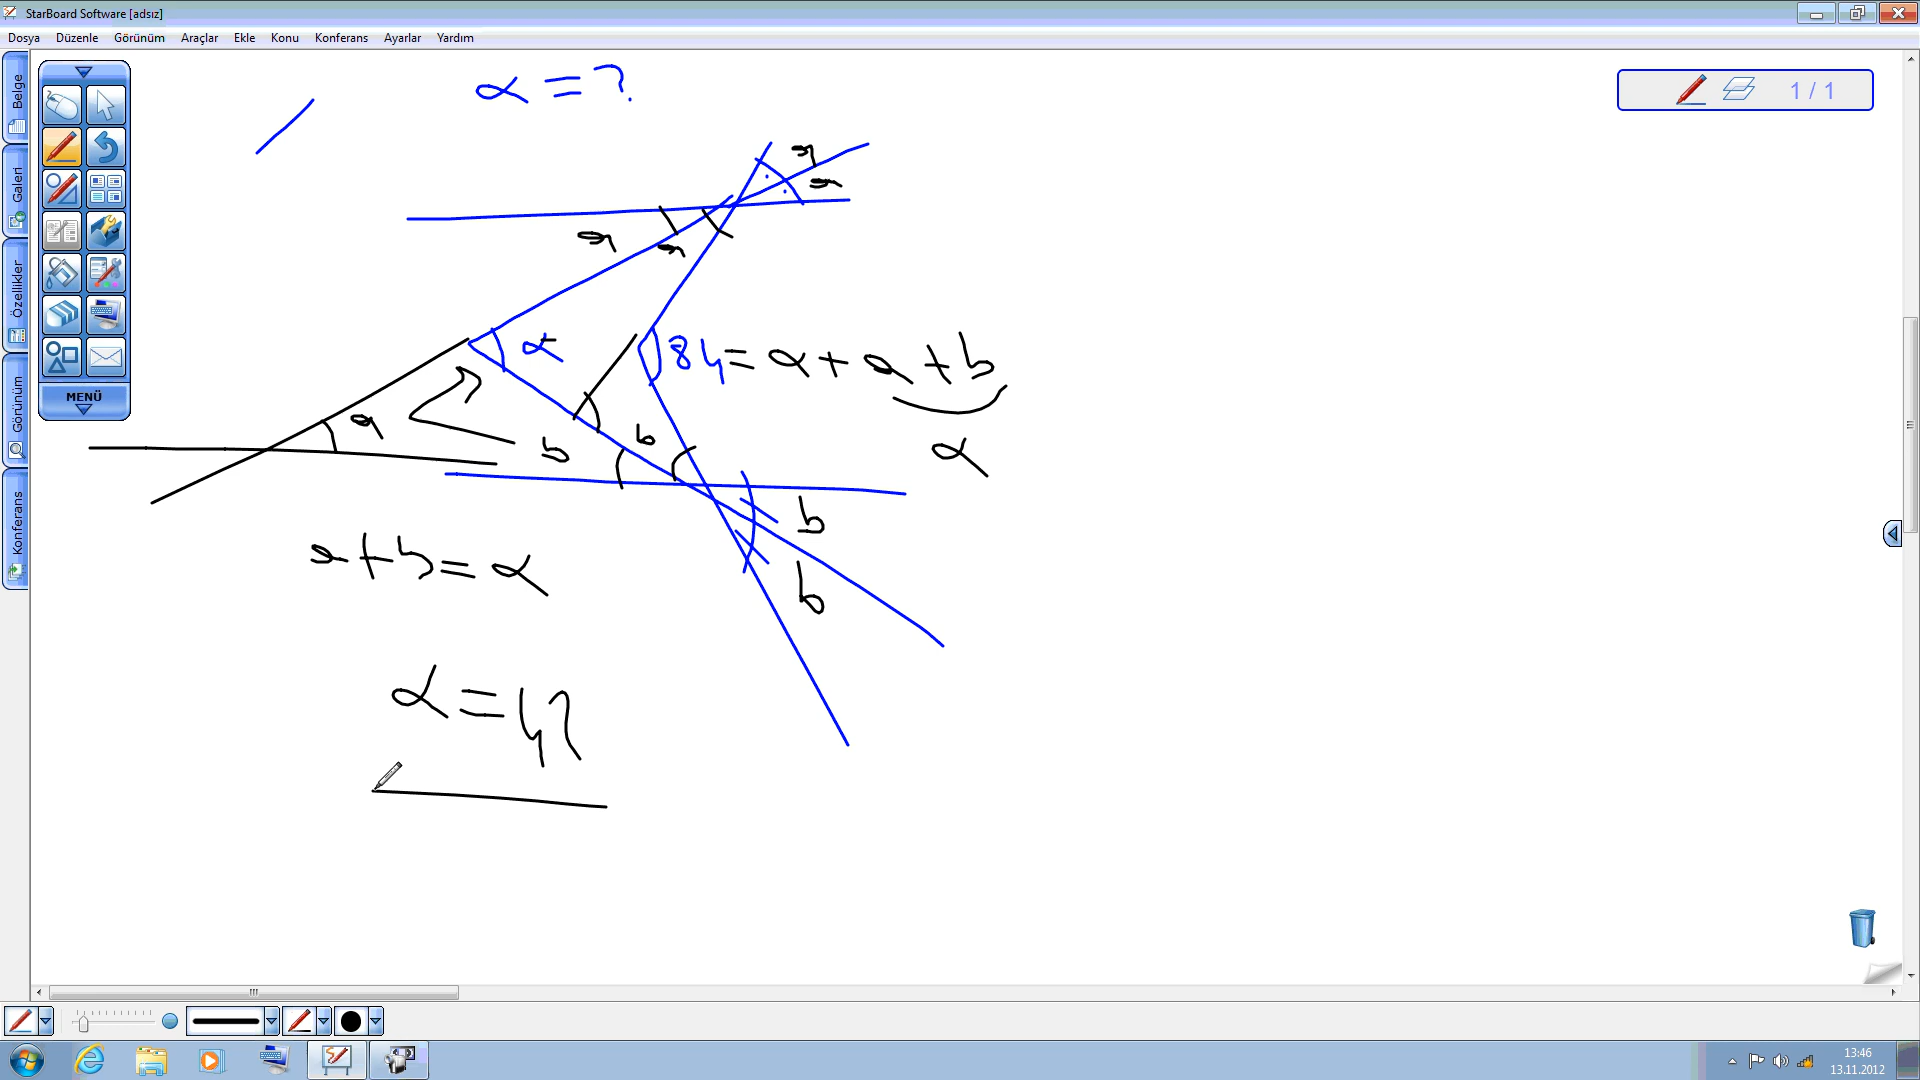 StarBoard Software [adsız]
Dosya Düzenle Görünüm Araçlar Ekle Konu Konferans Ayarlar Yardım
Belge
Galeri
Özellikler
Görünüm
Konferans
MENÜ
1 / 1
α = ?
a
a
a
a
α
84 = α + a + b
α
a
b
b
b
b
a + b = α
α = 42
13:46
13.11.2012